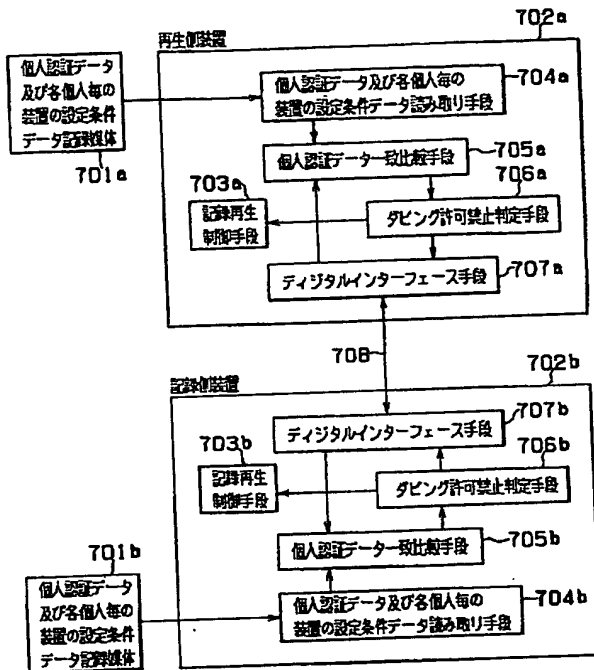 702a
再生側装置
個人認証データ
及び各個人毎の
装置の設定条件
データ記録媒体
701a
個人認証データ及び各個人毎の
装置の設定条件データ読み取り手段
704a
個人認証データ一致比較手段
705a
703a
706a
記録再生
制御手段
ダビング許可禁止判定手段
ディジタルインターフェース手段
707a
708
702b
記録側装置
ディジタルインターフェース手段
707b
703b
706b
記録再生
制御手段
ダビング許可禁止判定手段
個人認証データ一致比較手段
705b
701b
個人認証データ
及び各個人毎の
装置の設定条件
データ記録媒体
個人認証データ及び各個人毎の
装置の設定条件データ読み取り手段
704b